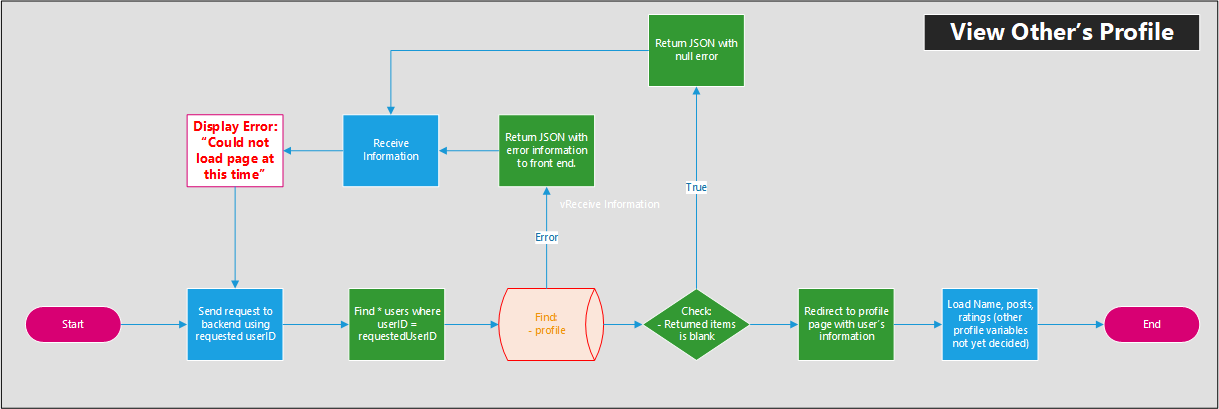 View Other’s Profile
Return JSON with
null error
Display Error:
“Could not
load page at
this time”
Receive
Information
Return JSON with
error information
to front end.
True
vReceive Information
Error
Start
Send request to
backend using
requested userID
Find * users where
userID =
requestedUserID
Find:
- profile
Check:
- Returned items
is blank
Redirect to profile
page with user's
information
Load Name, posts,
ratings (other
profile variables
not yet decided)
End